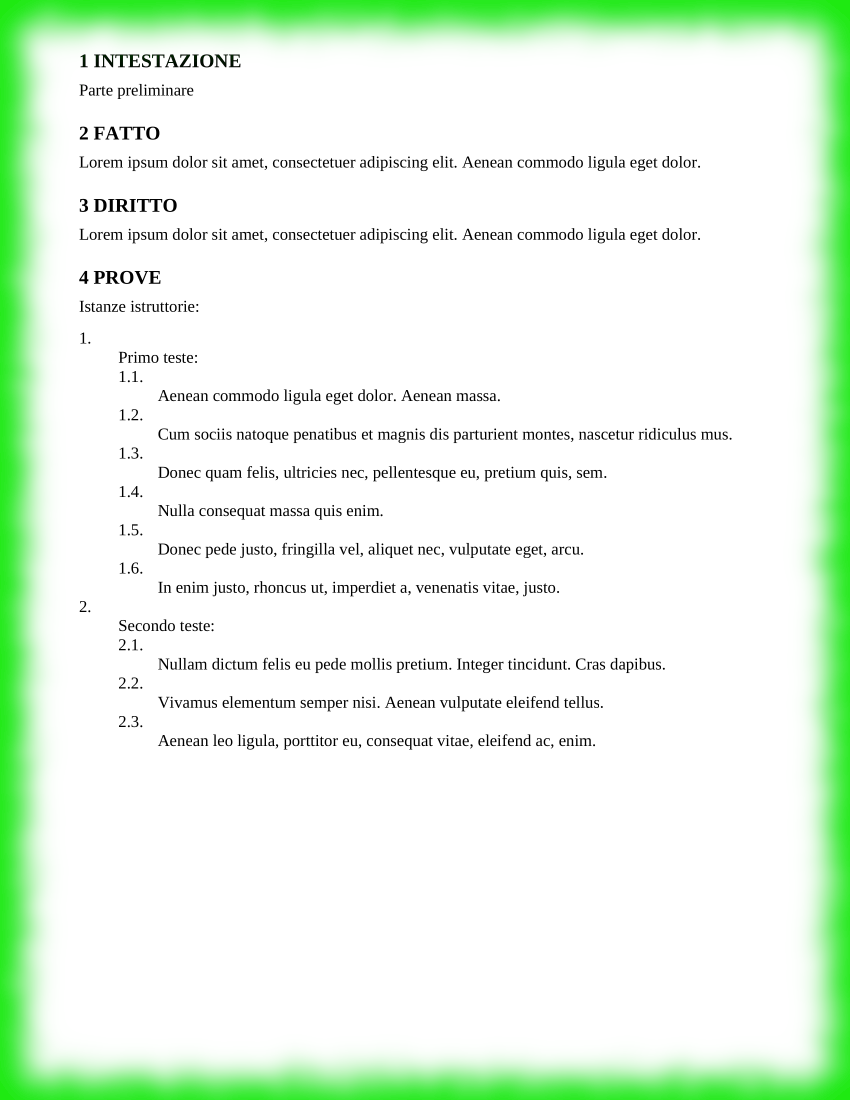 1 INTESTAZIONE
Parte preliminare
2 FATTO
Lorem ipsum dolor sit amet, consectetuer adipiscing elit. Aenean commodo ligula eget dolor.
3 DIRITTO
Lorem ipsum dolor sit amet, consectetuer adipiscing elit. Aenean commodo ligula eget dolor.
4 PROVE
Istanze istruttorie:
1.
Primo teste:
1.1.
Aenean commodo ligula eget dolor. Aenean massa.
1.2.
Cum sociis natoque penatibus et magnis dis parturient montes, nascetur ridiculus mus.
1.3.
Donec quam felis, ultricies nec, pellentesque eu, pretium quis, sem.
1.4.
Nulla consequat massa quis enim.
1.5.
Donec pede justo, fringilla vel, aliquet nec, vulputate eget, arcu.
1.6.
In enim justo, rhoncus ut, imperdiet a, venenatis vitae, justo.
2.
Secondo teste:
2.1.
Nullam dictum felis eu pede mollis pretium. Integer tincidunt. Cras dapibus.
2.2.
Vivamus elementum semper nisi. Aenean vulputate eleifend tellus.
2.3.
Aenean leo ligula, porttitor eu, consequat vitae, eleifend ac, enim.